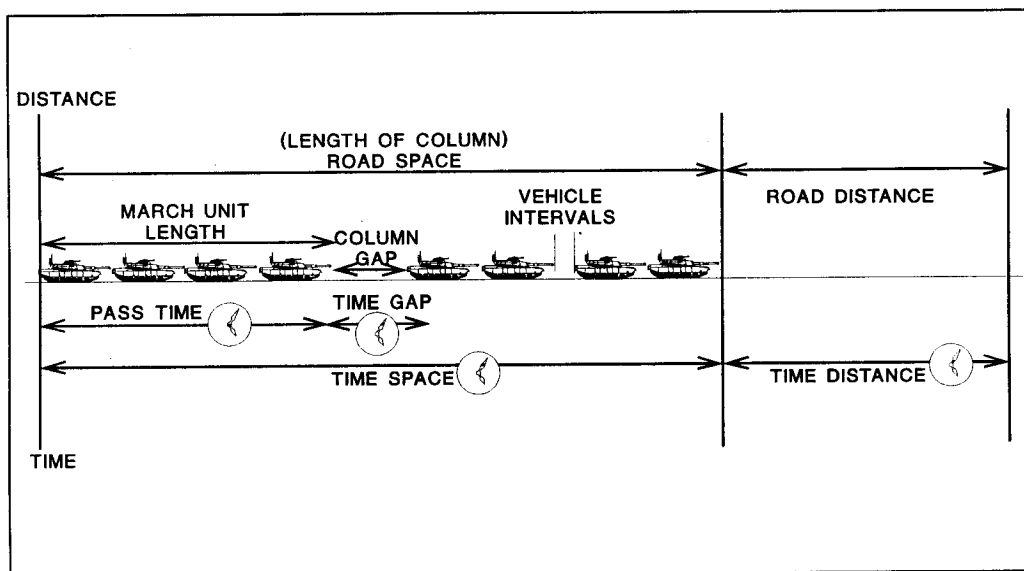 DISTANCE
(LENGTH OF COLUMN)
ROAD SPACE
ROAD DISTANCE
MARCH UNIT
LENGTH
COLUMN
GAP
VEHICLE
INTERVALS
PASS TIME
TIME GAP
TIME SPACE
TIME DISTANCE
TIME